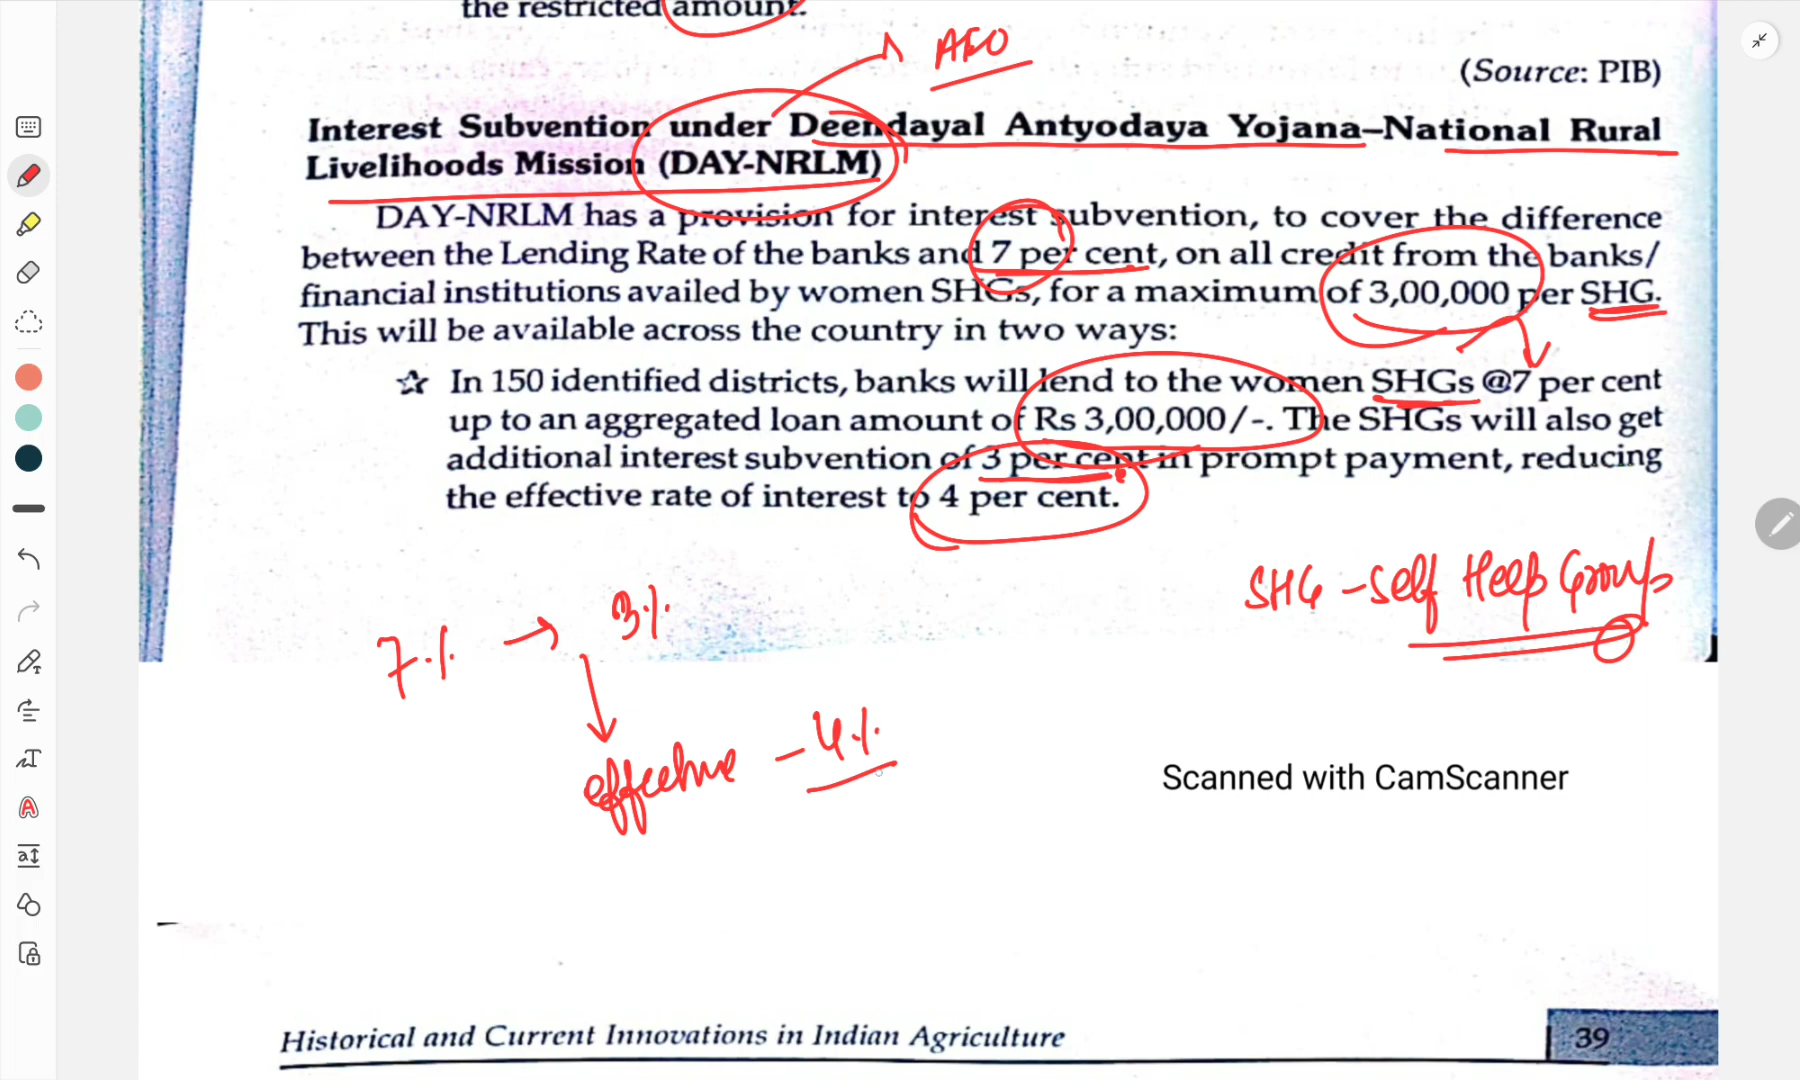 the restricted amount.
AFO
(Source: PIB)
Interest Subvention under Deendayal Antyodaya Yojana–National Rural
Livelihoods Mission (DAY-NRLM)
DAY-NRLM has a provision for interest subvention, to cover the difference
between the Lending Rate of the banks and 7 per cent, on all credit from the banks/
financial institutions availed by women SHGs, for a maximum of 3,00,000 per SHG.
This will be available across the country in two ways:
☆ In 150 identified districts, banks will lend to the women SHGs @7 per cent
up to an aggregated loan amount of Rs 3,00,000/-. The SHGs will also get
additional interest subvention of 3 per cent in prompt payment, reducing
the effective rate of interest to 4 per cent.
SHG - Self Help Groups
7% → 3%
effective - 4%
Scanned with CamScanner
Historical and Current Innovations in Indian Agriculture
39